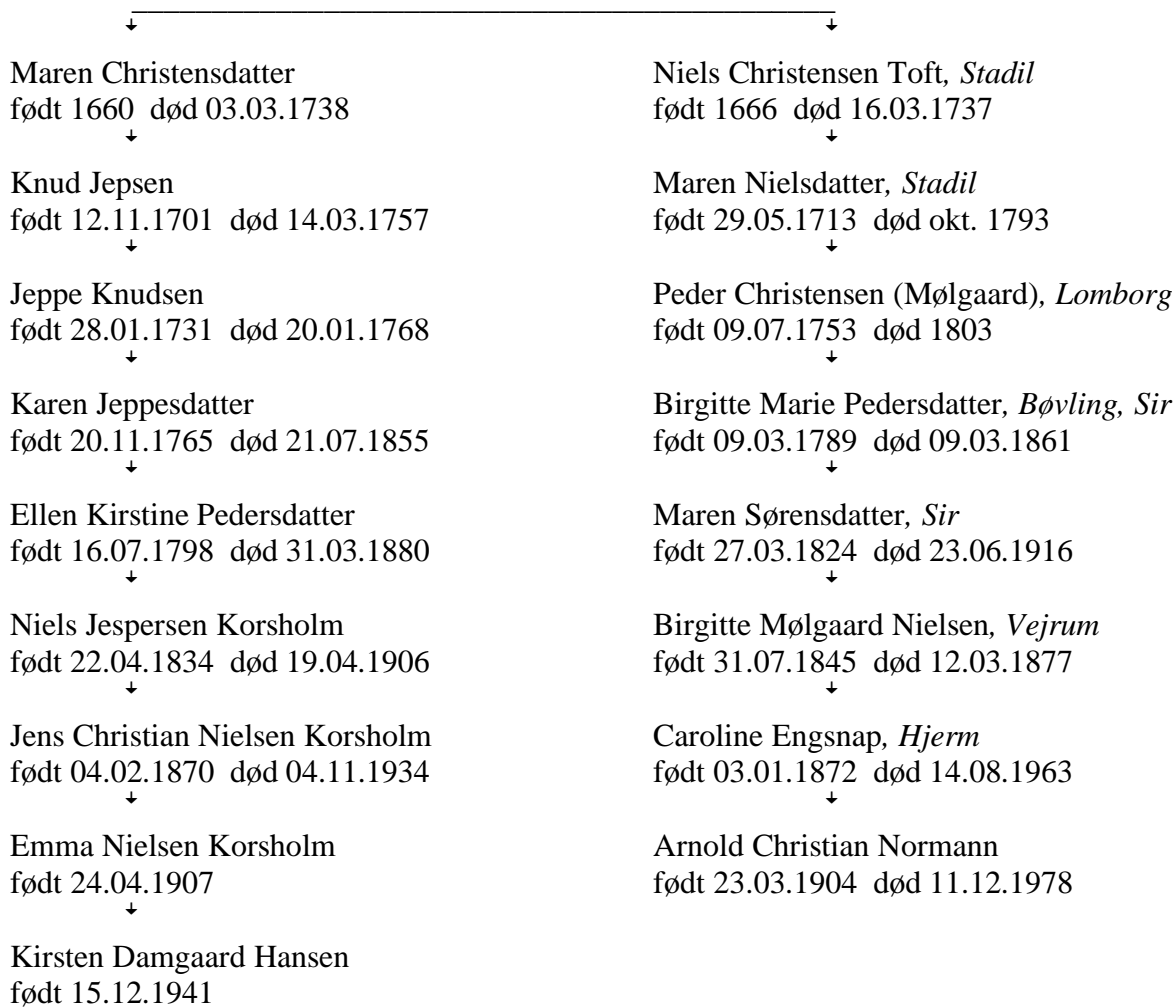 Maren Christensdatter
født 1660 død 03.03.1738
Knud Jepsen
født 12.11.1701 død 14.03.1757
Jeppe Knudsen
født 28.01.1731 død 20.01.1768
Karen Jeppesdatter
født 20.11.1765 død 21.07.1855
Ellen Kirstine Pedersdatter
født 16.07.1798 død 31.03.1880
Niels Jespersen Korsholm
født 22.04.1834 død 19.04.1906
Jens Christian Nielsen Korsholm
født 04.02.1870 død 04.11.1934
Emma Nielsen Korsholm
født 24.04.1907
Kirsten Damgaard Hansen
født 15.12.1941
Niels Christensen Toft, Stadil
født 1666 død 16.03.1737
Maren Nielsdatter, Stadil
født 29.05.1713 død okt. 1793
Peder Christensen (Mølgaard), Lomborg
født 09.07.1753 død 1803
Birgitte Marie Pedersdatter, Bøvling, Sir
født 09.03.1789 død 09.03.1861
Maren Sørensdatter, Sir
født 27.03.1824 død 23.06.1916
Birgitte Mølgaard Nielsen, Vejrum
født 31.07.1845 død 12.03.1877
Caroline Engsnap, Hjerm
født 03.01.1872 død 14.08.1963
Arnold Christian Normann
født 23.03.1904 død 11.12.1978